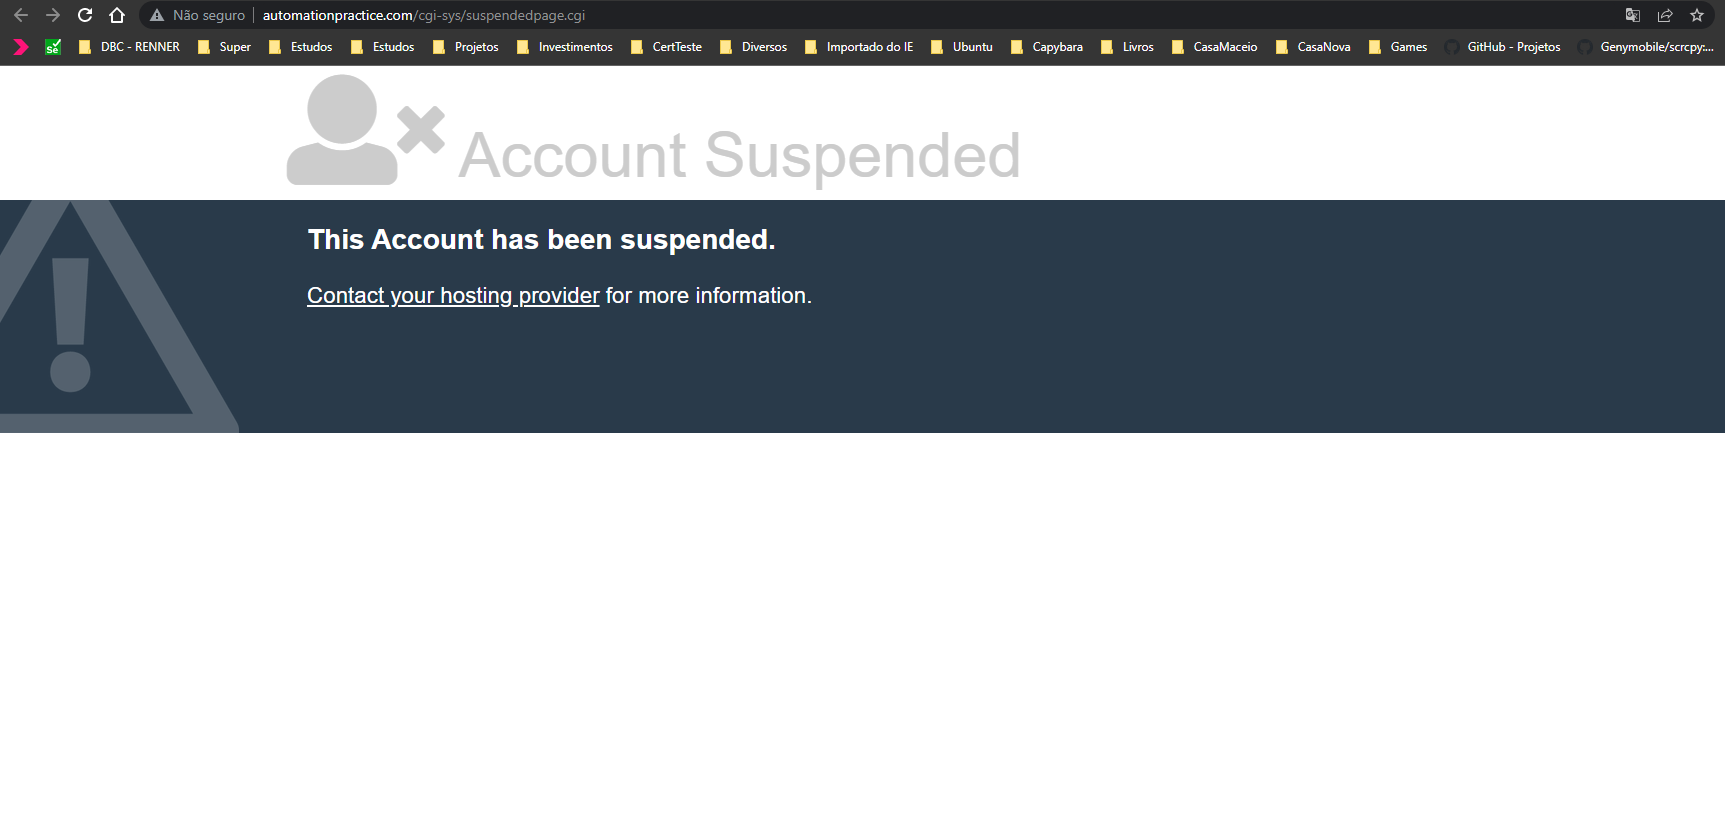 Não seguro automationpractice.com/cgi-sys/suspendedpage.cgi
Se DBC - RENNER Super Estudos Estudos Projetos Investimentos CertTeste Diversos Importado do IE Ubuntu Capybara Livros CasaMaceio CasaNova Games GitHub - Projetos Genymobile/scrcpy:...
Account Suspended
This Account has been suspended.
Contact your hosting provider for more information.